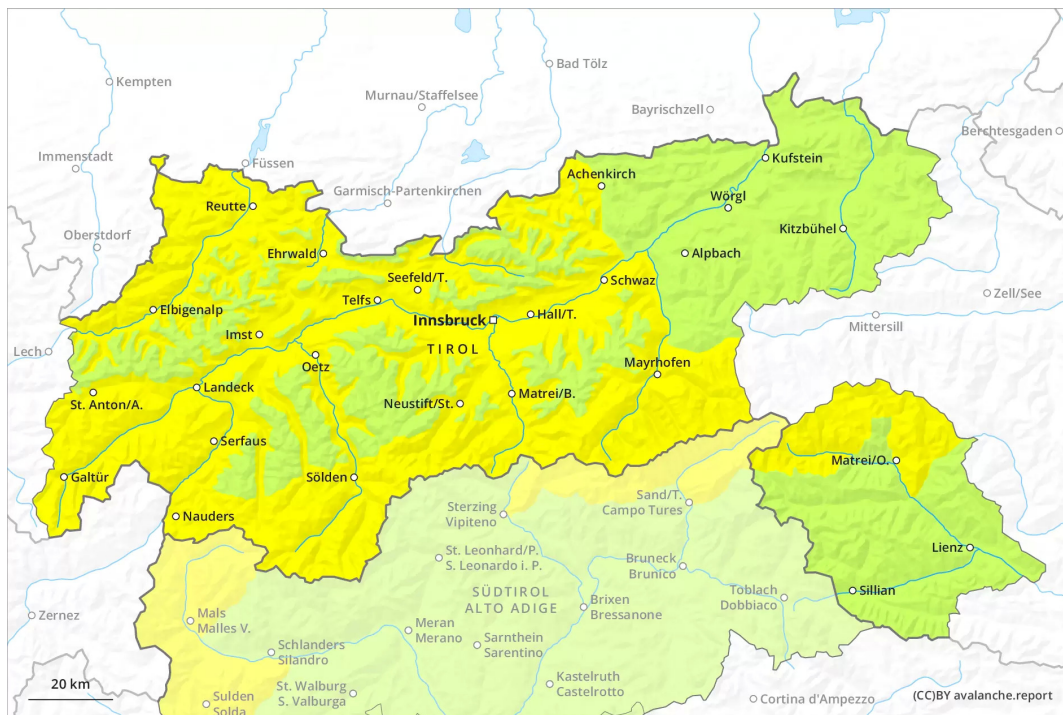 Kempten
Bad Tölz
Murnau/Staffelsee
Bayrischzell
Berchtesgaden
Immenstadt
Füssen
Kufstein
Achenkirch
Garmisch-Partenkirchen
Reutte
Wörgl
Kitzbühel
Oberstdorf
Ehrwald
Alpbach
Seefeld/T.
Schwaz
Zell/See
Telfs
Elbigenalp
Innsbruck
Hall/T.
Mittersill
Imst
TIROL
Lech
Oetz
Mayrhofen
Landeck
St. Anton/A.
Neustift/St.
Matrei/B.
Serfaus
Matrei/O.
Galtür
Sölden
Sand/T.
Campo Tures
Sterzing
Vipiteno
Nauders
Lienz
St. Leonhard/P.
S. Leonardo i. P.
Bruneck
Brunico
SÜDTIROL
ALTO ADIGE
Toblach
Dobbiaco
Sillian
Brixen
Bressanone
Zernez
Mals
Malles V.
Meran
Merano
Sarnthein
Sarentino
Schlanders
Silandro
20 km
St. Walburg
S. Valburga
Kastelruth
Castelrotto
Sulden
Solda
Cortina d'Ampezzo
(CC)BY avalanche.report